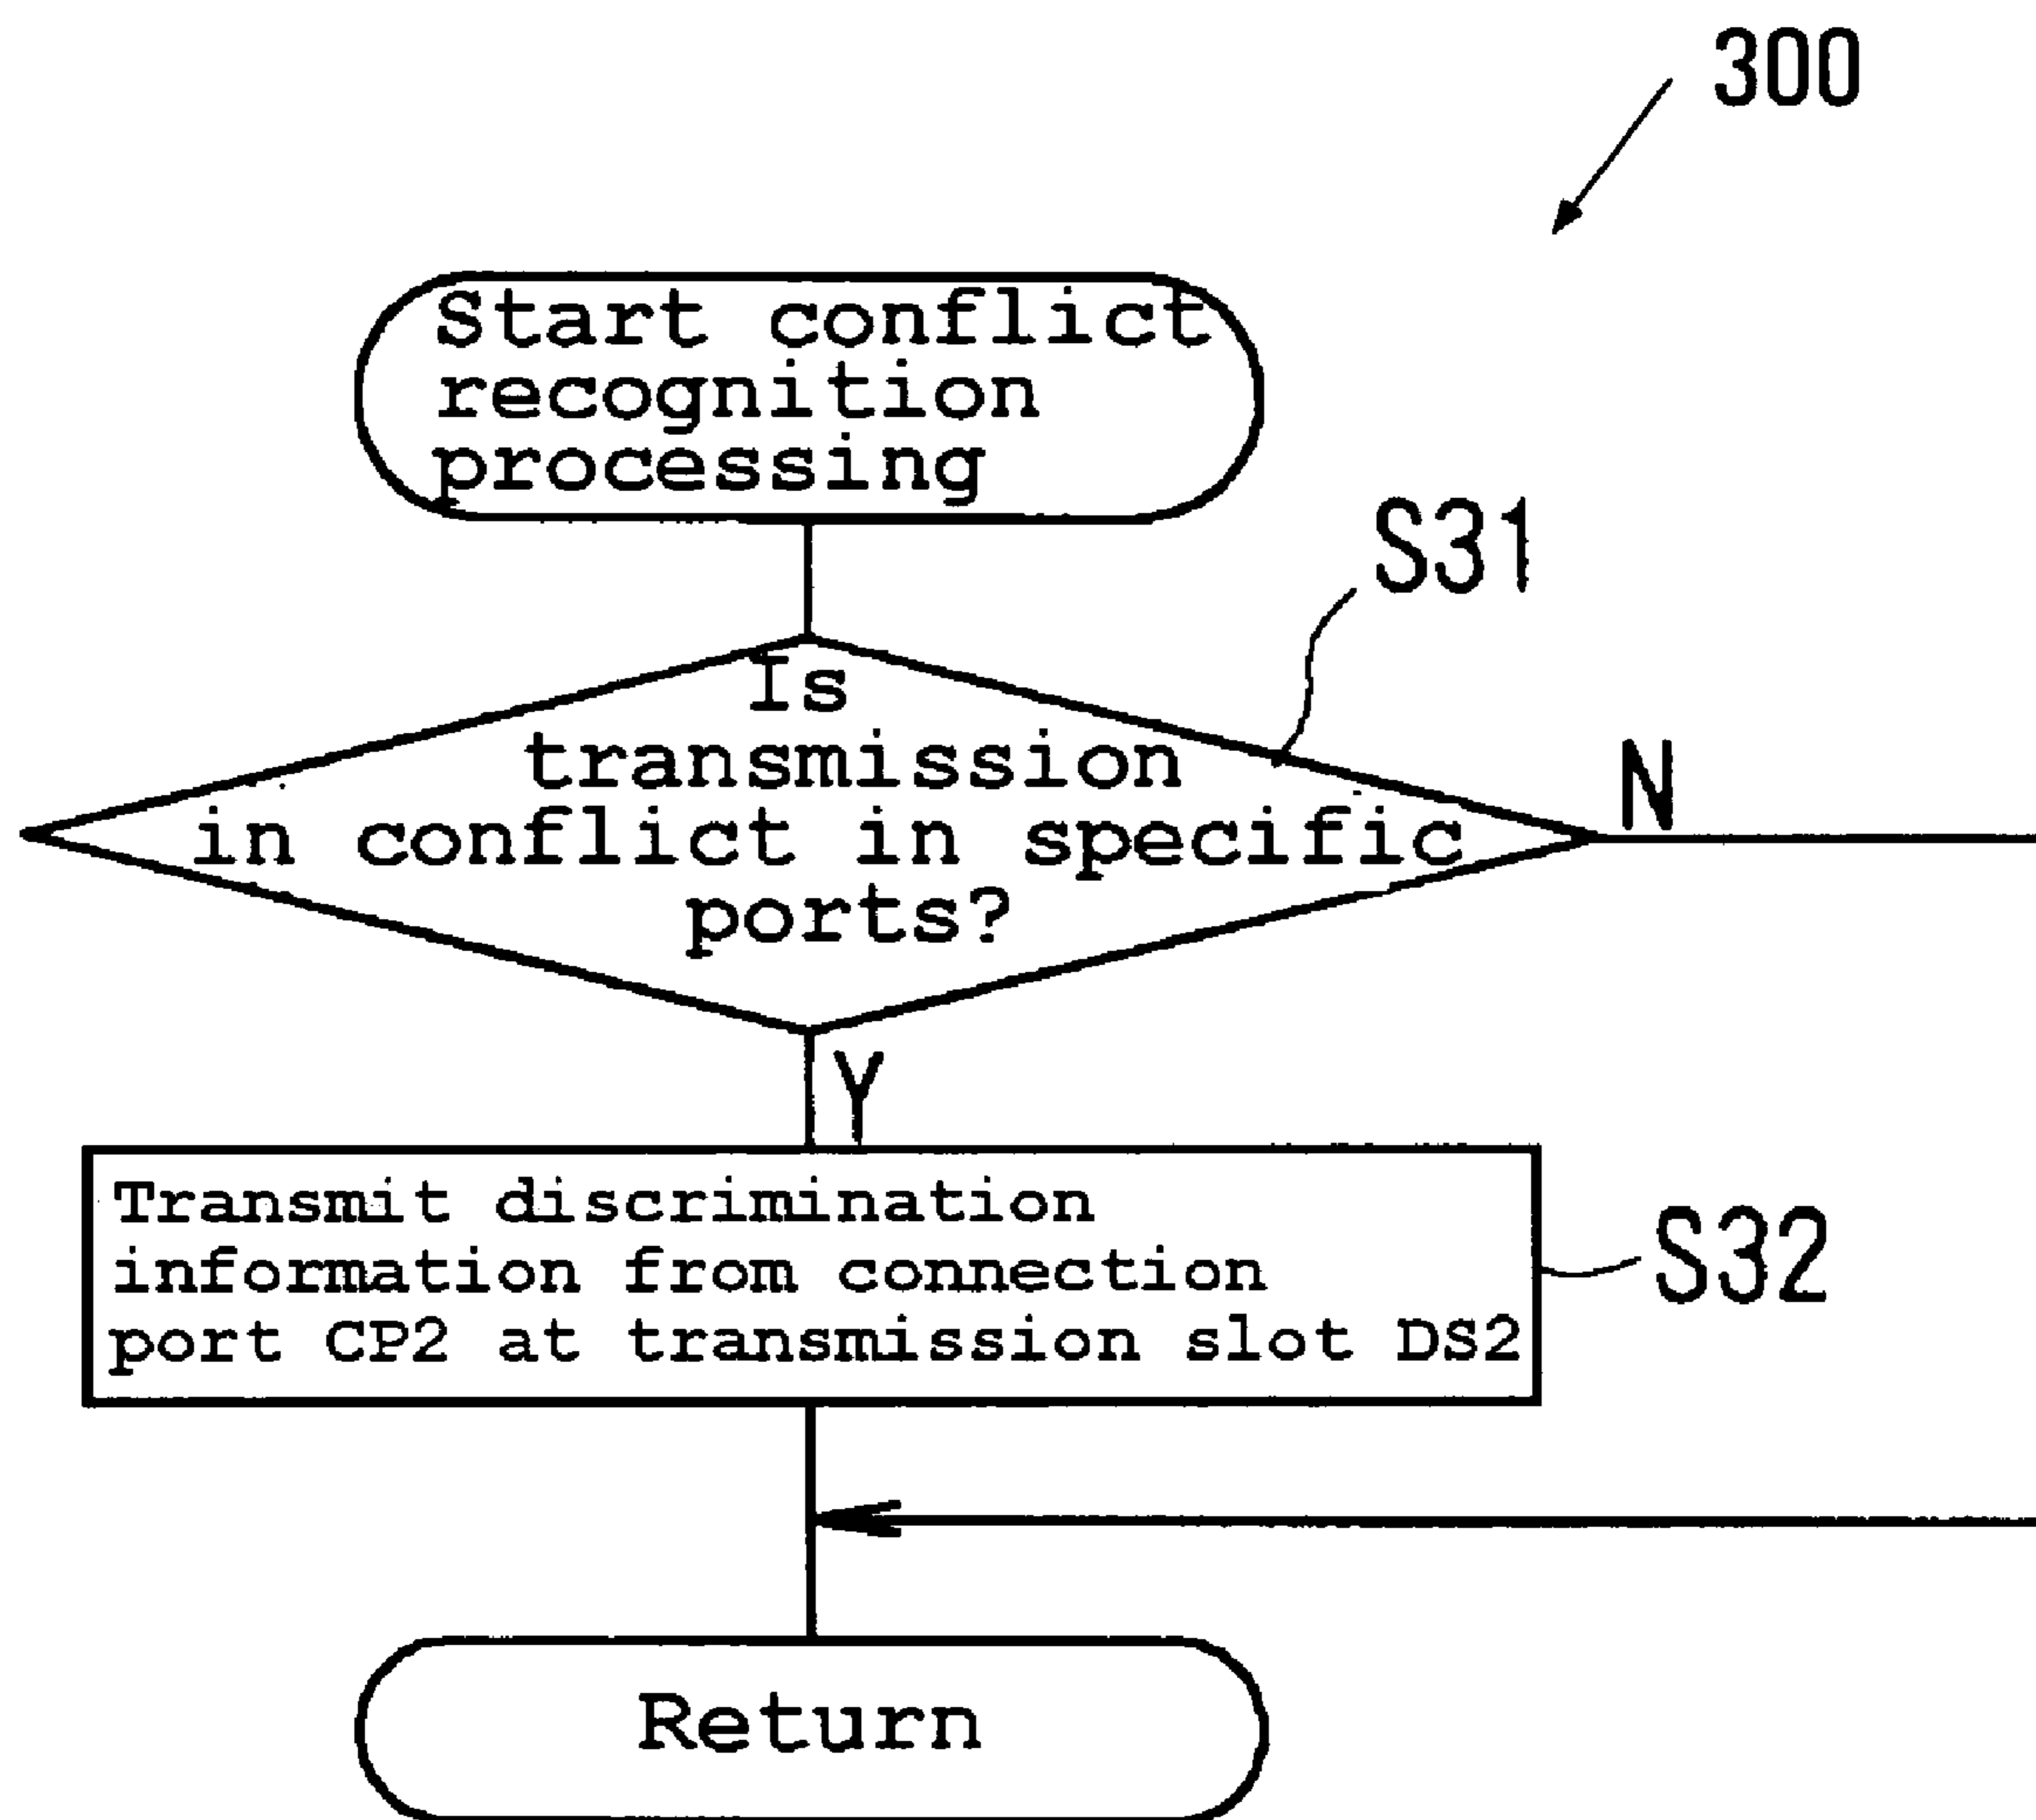 300
Start conflict
recognition
processing
S31
Is
transmission
in conflict in specific
ports?
N
Y
Transmit discrimination
information from connection
port CP2 at transmission slot DS2
S32
Return